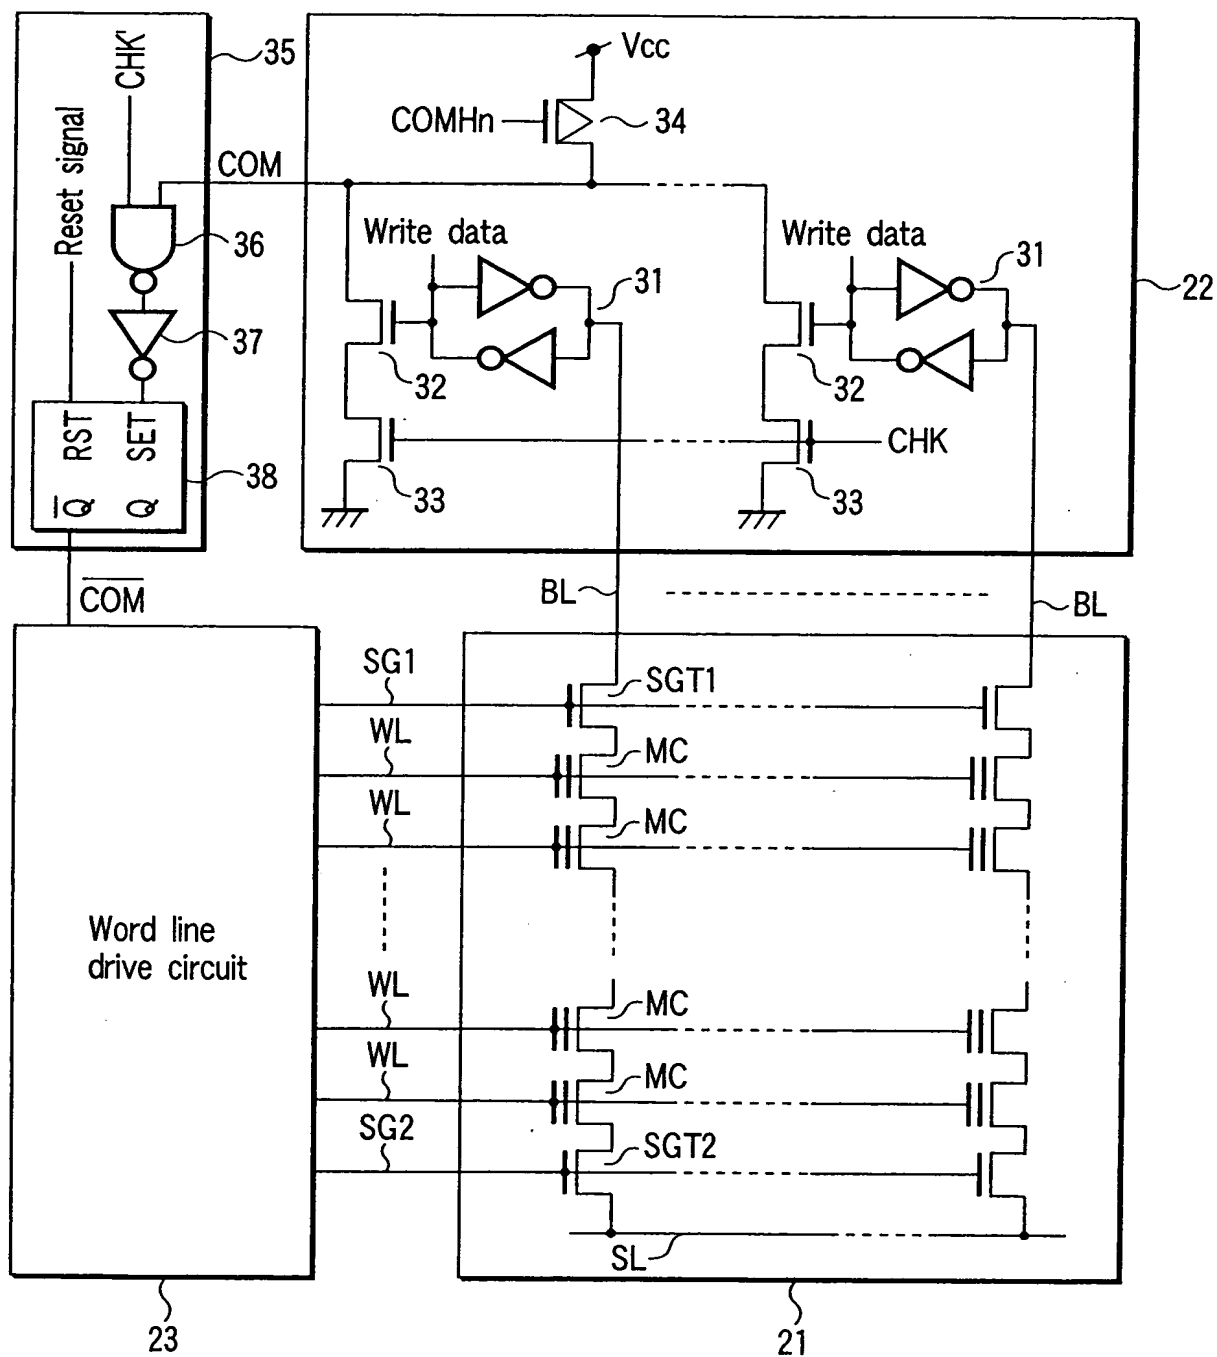 35
CHK'
Reset signal
COM
36
37
RST
SET
38
Q̅
Q
C̅O̅M̅
Vcc
COMHn
34
Write data
31
Write data
31
22
32
32
CHK
33
33
BL
BL
SG1
SGT1
WL
MC
WL
MC
Word line
drive circuit
WL
MC
WL
MC
SG2
SGT2
SL
23
21